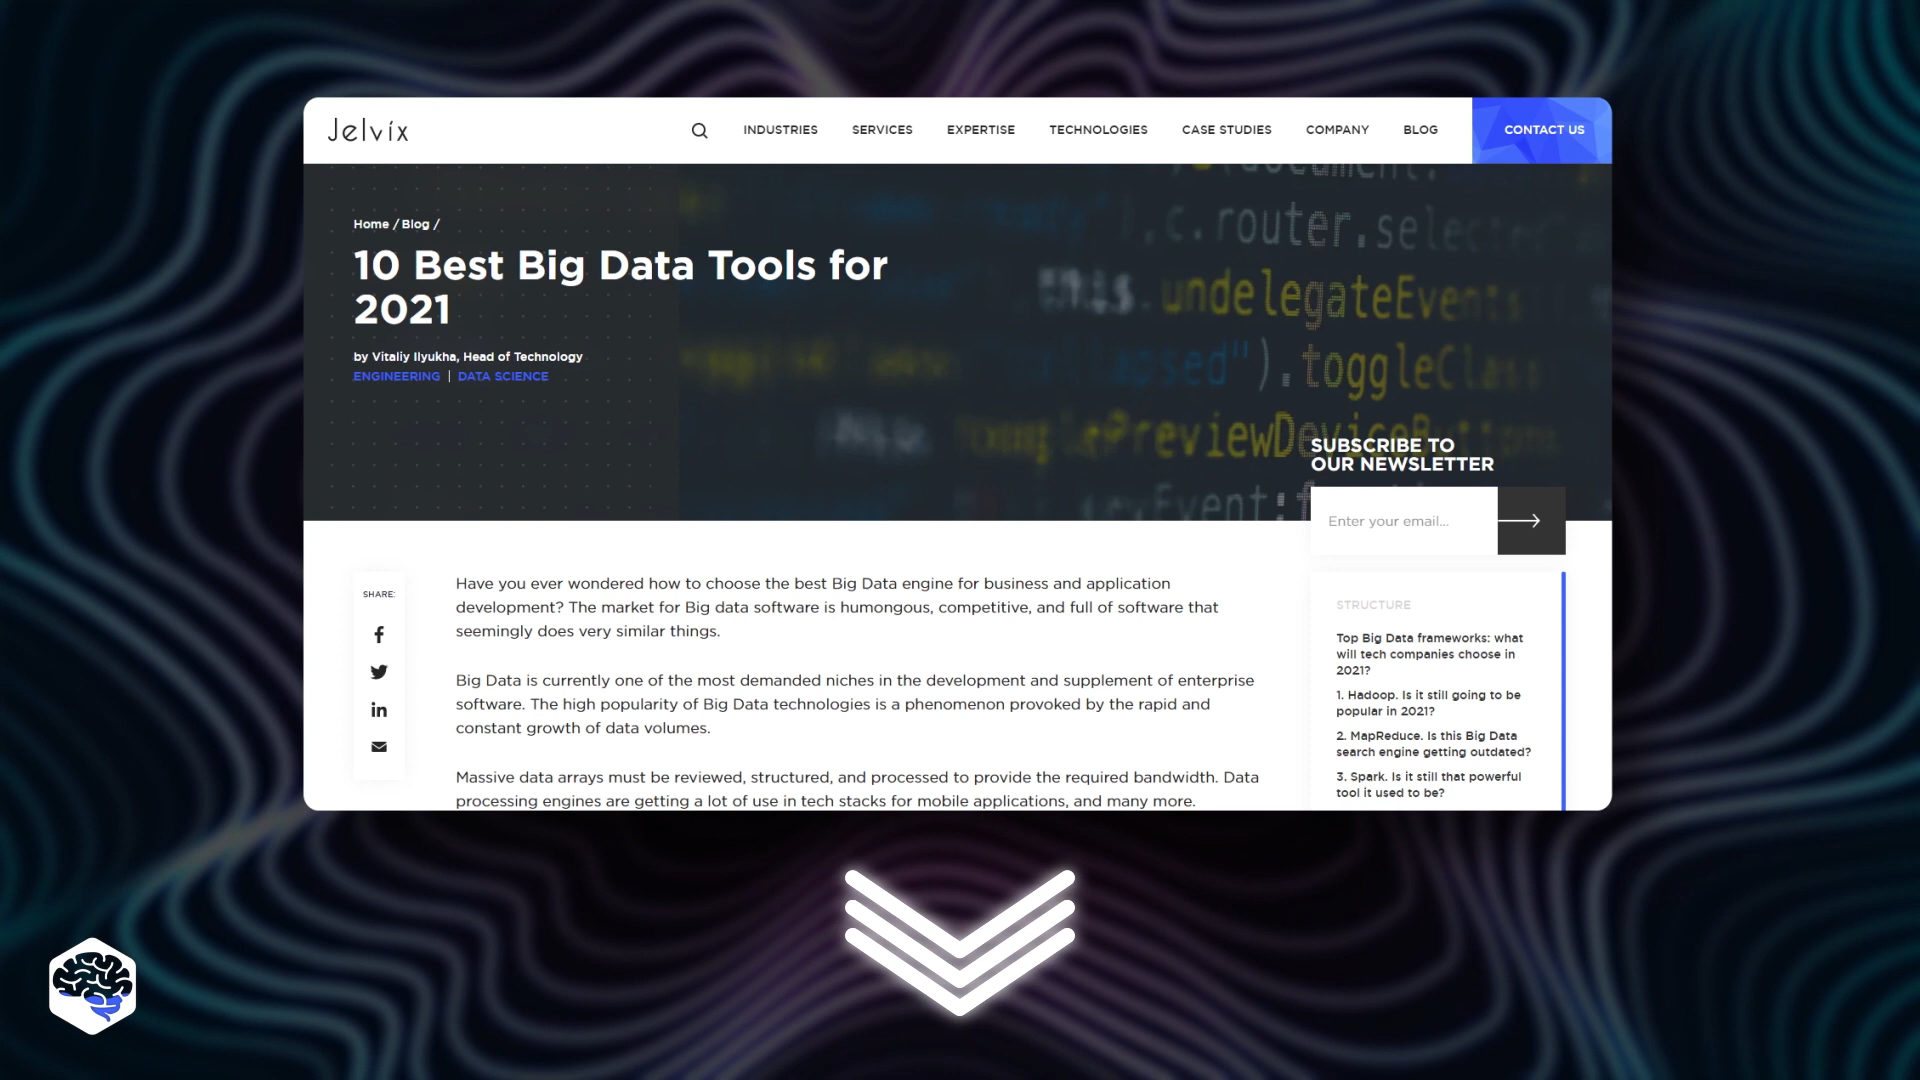 Jelvix
INDUSTRIES
SERVICES
EXPERTISE
TECHNOLOGIES
CASE STUDIES
COMPANY
BLOG
CONTACT US
Home / Blog /
10 Best Big Data Tools for
2021
by Vitaliy Ilyukha, Head of Technology
ENGINEERING | DATA SCIENCE
c.router.selected
undelegateEvents
).toggleClass
PreviewDeviceButtons
keyEvent:
SUBSCRIBE TO
OUR NEWSLETTER
Enter your email...
SHARE:
Have you ever wondered how to choose the best Big Data engine for business and application
development? The market for Big data software is humongous, competitive, and full of software that
seemingly does very similar things.
Big Data is currently one of the most demanded niches in the development and supplement of enterprise
software. The high popularity of Big Data technologies is a phenomenon provoked by the rapid and
constant growth of data volumes.
Massive data arrays must be reviewed, structured, and processed to provide the required bandwidth. Data
processing engines are getting a lot of use in tech stacks for mobile applications, and many more.
STRUCTURE
Top Big Data frameworks: what
will tech companies choose in
2021?
1. Hadoop. Is it still going to be
popular in 2021?
2. MapReduce. Is this Big Data
search engine getting outdated?
3. Spark. Is it still that powerful
tool it used to be?